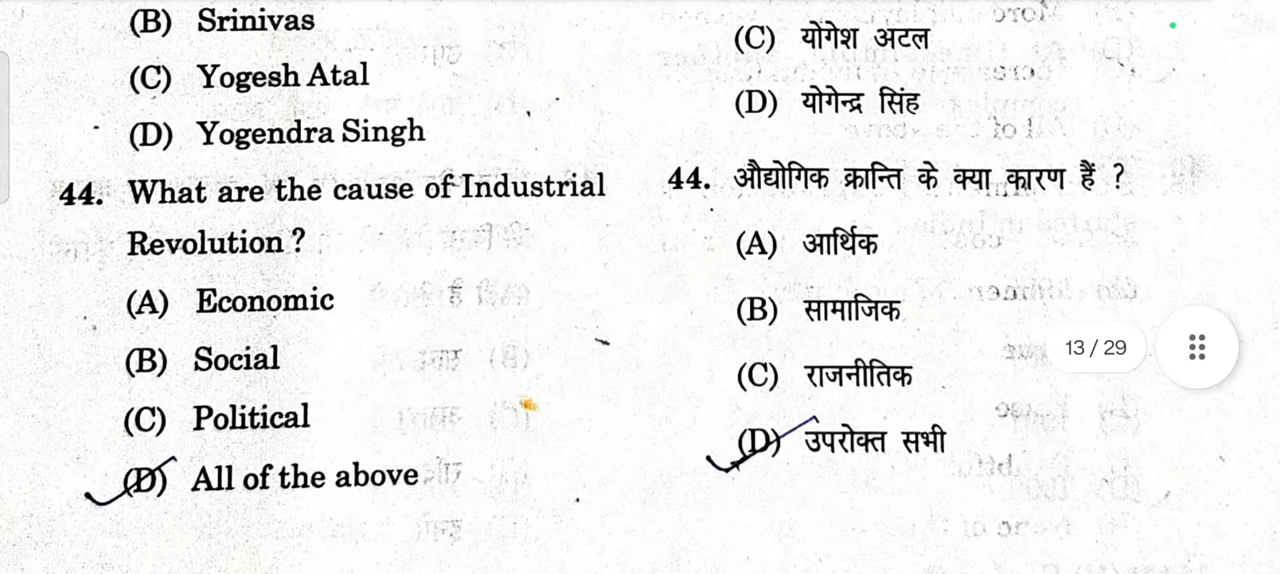 (B) Srinivas
(C) Yogesh Atal
(D) Yogendra Singh
44. What are the cause of Industrial
Revolution ?
(A) Economic
(B) Social
(C) Political
(D) All of the above
(C) योगेश अटल
(D) योगेन्द्र सिंह
44. औद्योगिक क्रान्ति के क्या कारण हैं ?
(A) आर्थिक
(B) सामाजिक
(C) राजनीतिक
(D) उपरोक्त सभी
13 / 29